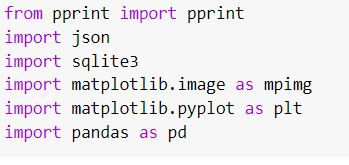 from pprint import pprint
import json
import sqlite3
import matplotlib.image as mpimg
import matplotlib.pyplot as plt
import pandas as pd